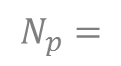 N_p =